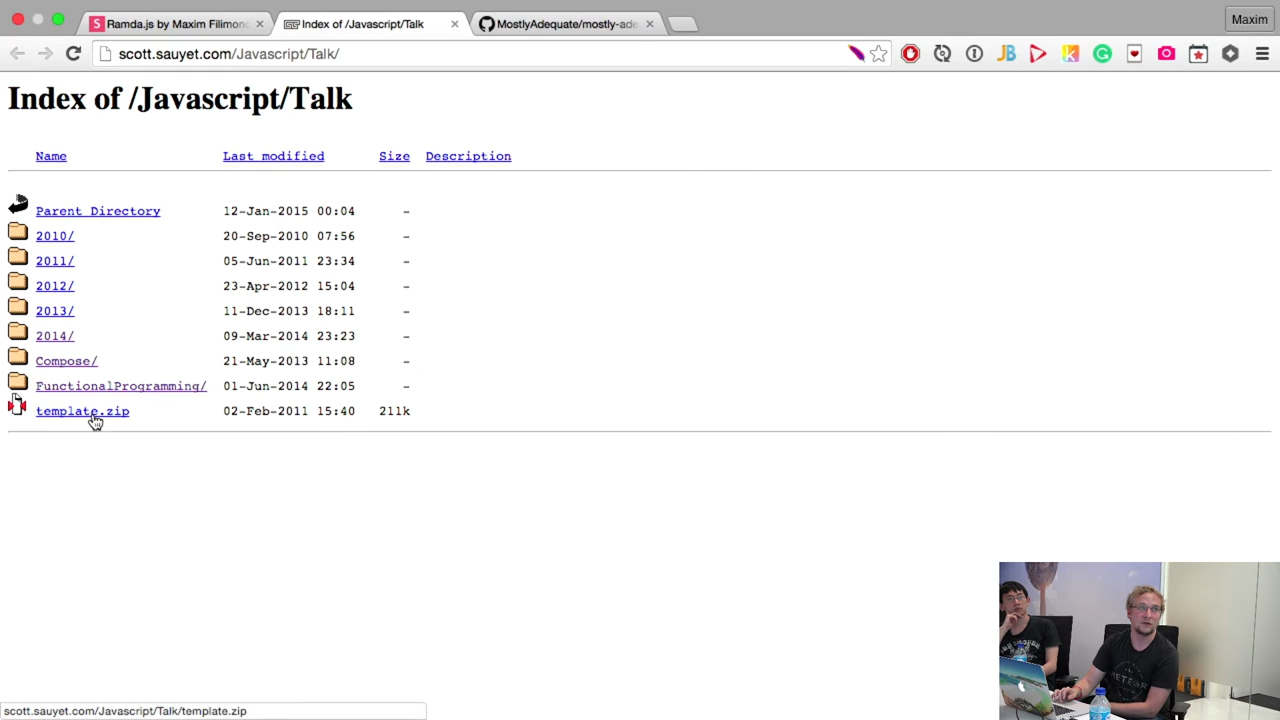 Ramda.js by Maxim Filimon
Index of /Javascript/Talk
MostlyAdequate/mostly-ade
Maxim
scott.sauyet.com/Javascript/Talk/
Index of /Javascript/Talk
Name Last modified Size Description
Parent Directory 12-Jan-2015 00:04 -
2010/ 20-Sep-2010 07:56 -
2011/ 05-Jun-2011 23:34 -
2012/ 23-Apr-2012 15:04 -
2013/ 11-Dec-2013 18:11 -
2014/ 09-Mar-2014 23:23 -
Compose/ 21-May-2013 11:08 -
FunctionalProgramming/ 01-Jun-2014 22:05 -
template.zip 02-Feb-2011 15:40 211k
METEOR
scott.sauyet.com/Javascript/Talk/template.zip